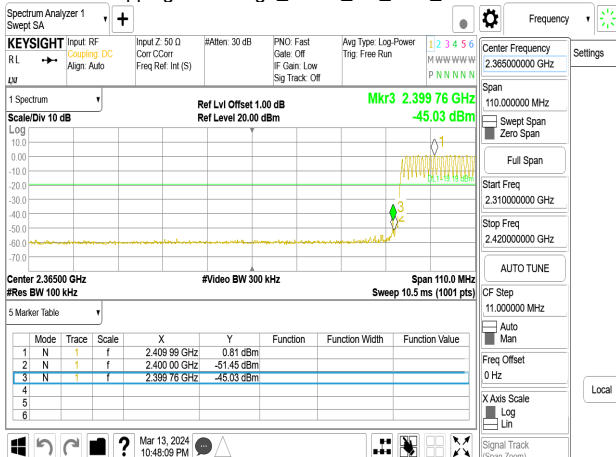 Spectrum Analyzer 1
Swept SA
Frequency
KEYSIGHT
RL
LXI
Input: RF
Coupling: DC
Align: Auto
Input Z: 50 Ω
Corr CCorr
Freq Ref: Int (S)
#Atten: 30 dB
PNO: Fast
Gate: Off
IF Gain: Low
Sig Track: Off
Avg Type: Log-Power
Trig: Free Run
1 2 3 4 5 6
M W W W W W
P N N N N N
Settings
1 Spectrum
Scale/Div 10 dB
Ref Lvl Offset 1.00 dB
Ref Level 20.00 dBm
Mkr3 2.399 76 GHz
-45.03 dBm
Log
10.0
0.00
-10.0
-20.0
-30.0
-40.0
-50.0
-60.0
-70.0
1
3
2
Center 2.36500 GHz
#Res BW 100 kHz
#Video BW 300 kHz
Span 110.0 MHz
Sweep 10.5 ms (1001 pts)
5 Marker Table
Mode Trace Scale X Y Function Function Width Function Value
1 N 1 f 2.409 99 GHz 0.81 dBm
2 N 1 f 2.400 00 GHz -51.45 dBm
3 N 1 f 2.399 76 GHz -45.03 dBm
4
5
6
Center Frequency
2.365000000 GHz
Span
110.000000 MHz
Swept Span
Zero Span
Full Span
Start Freq
2.310000000 GHz
Stop Freq
2.420000000 GHz
AUTO TUNE
CF Step
11.000000 MHz
Auto
Man
Freq Offset
0 Hz
X Axis Scale
Log
Lin
Signal Track
(Span Zoom)
Local
Mar 13, 2024
10:48:09 PM